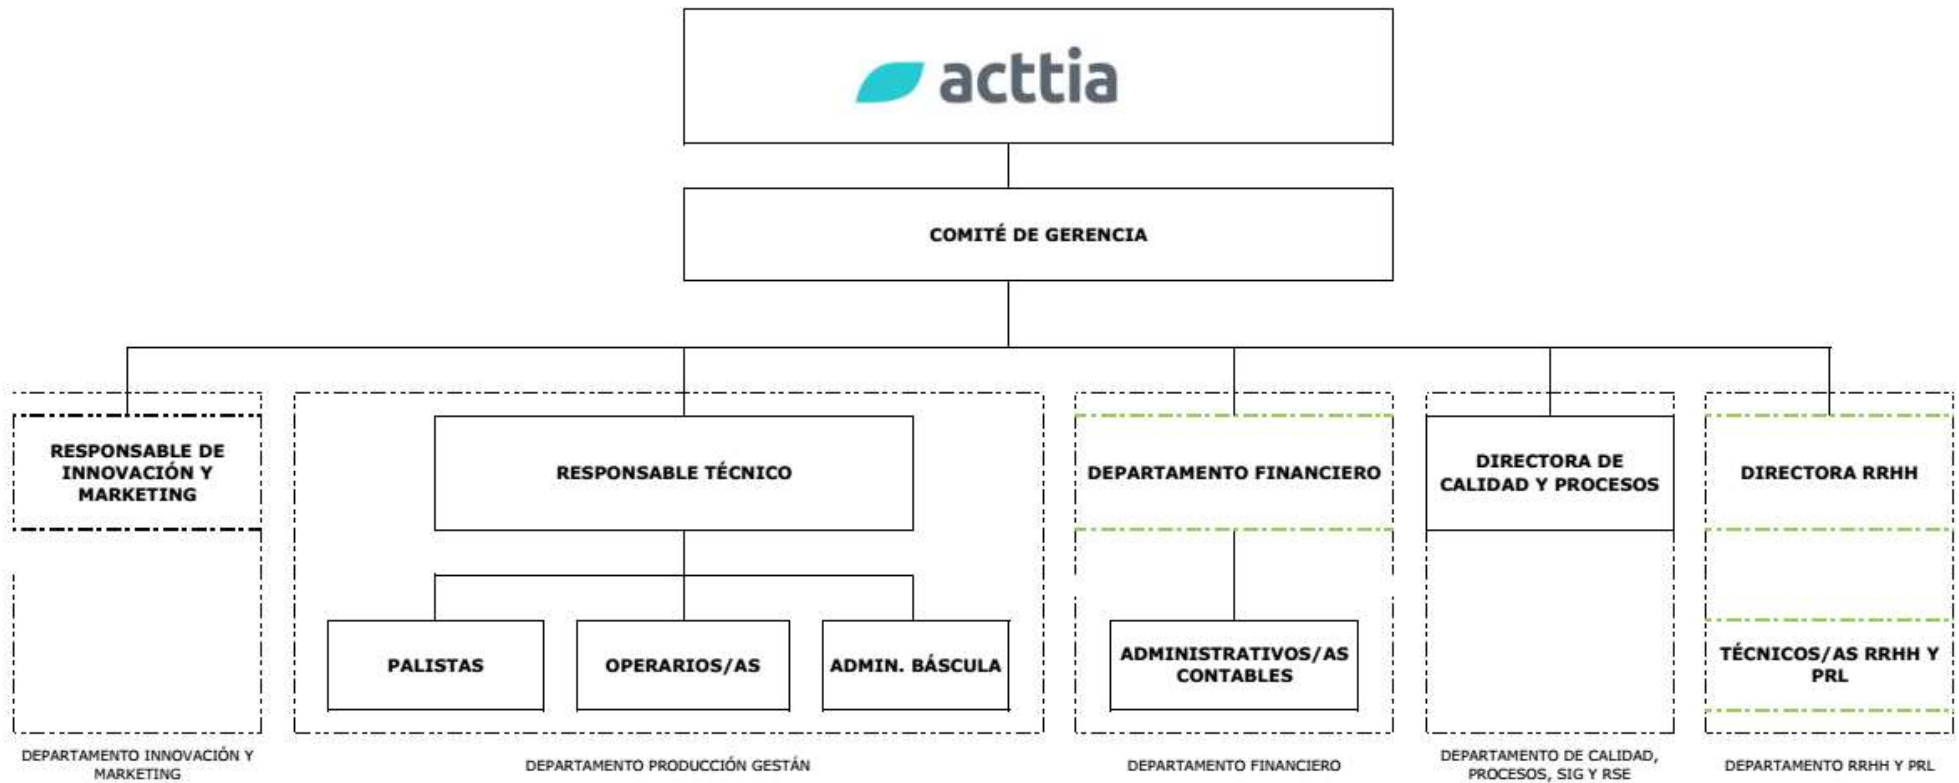 acttia
COMITÉ DE GERENCIA
RESPONSABLE DE
INNOVACIÓN Y
MARKETING
RESPONSABLE TÉCNICO
DEPARTAMENTO FINANCIERO
DIRECTORA DE
CALIDAD Y PROCESOS
DIRECTORA RRHH
PALISTAS
OPERARIOS/AS
ADMIN. BÁSCULA
ADMINISTRATIVOS/AS
CONTABLES
TÉCNICOS/AS RRHH Y
PRL
DEPARTAMENTO INNOVACIÓN Y
MARKETING
DEPARTAMENTO PRODUCCIÓN GESTÁN
DEPARTAMENTO FINANCIERO
DEPARTAMENTO DE CALIDAD,
PROCESOS, SIG Y RSE
DEPARTAMENTO RRHH Y PRL